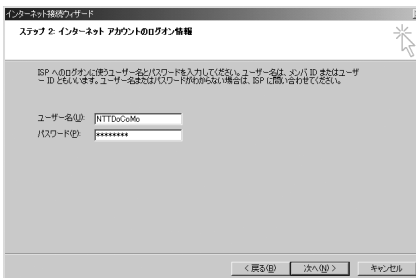 インターネット接続ウィザード
ステップ 2: インターネット アカウントのログオン情報
ISP へのログオンに使うユーザー名とパスワードを入力してください。ユーザー名は、メンバ ID またはユーザ
ー ID ともいいます。ユーザー名またはパスワードがわからない場合は、ISP に問い合わせてください。
ユーザー名(U): NTTDoCoMo
パスワード(P): ********
< 戻る(B) 次へ(N) > キャンセル